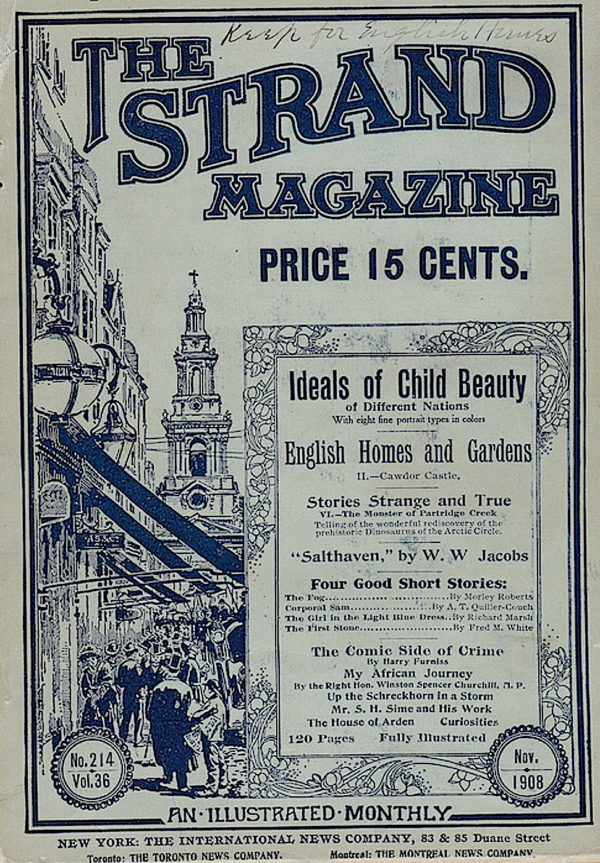 Keep for English Homes
THE
STRAND
MAGAZINE
PRICE 15 CENTS.
Ideals of Child Beauty
of Different Nations
With eight fine portrait types in colors
English Homes and Gardens
II.—Cawdor Castle.
Stories Strange and True
VI.—The Monster of Partridge Creek
Telling of the wonderful rediscovery of the
prehistoric Dinosaurus of the Arctic Circle.
"Salthaven," by W. W Jacobs
Four Good Short Stories:
The Fog..............................By Morley Roberts
Corporal Sam....................By A. T. Quiller-Couch
The Girl in the Light Blue Dress..By Richard Marsh
The First Stone....................By Fred M. White
The Comic Side of Crime
By Harry Furniss
My African Journey
By the Right Hon. Winston Spencer Churchill, M. P.
Up the Schreckhorn in a Storm
Mr. S. H. Sime and His Work
The House of Arden Curiosities
120 Pages Fully Illustrated
No. 214
Vol. 36
Nov.
1908
AN·ILLUSTRATED·MONTHLY
NEW YORK: THE INTERNATIONAL NEWS COMPANY, 83 & 85 Duane Street
Toronto: THE TORONTO NEWS COMPANY. Montreal: THE MONTREAL NEWS COMPANY